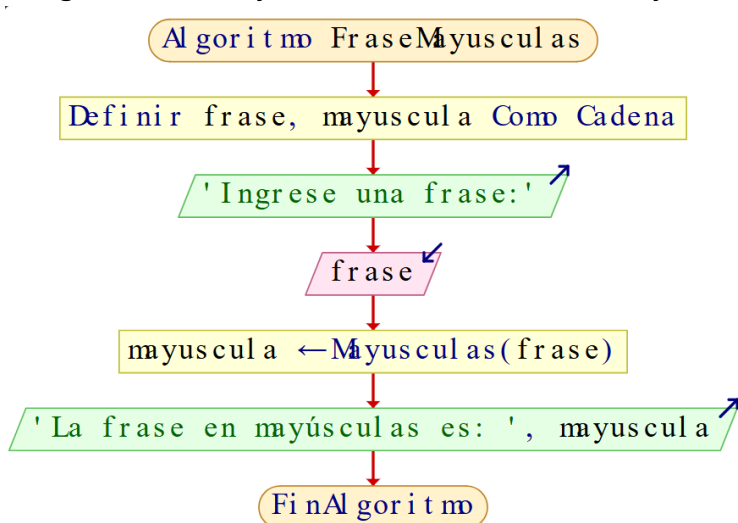 Algoritmo FraseMayusculas
Definir frase, mayuscula Como Cadena
'Ingrese una frase:'
frase
mayuscula ←Mayusculas(frase)
'La frase en mayúsculas es: ', mayuscula
FinAlgoritmo